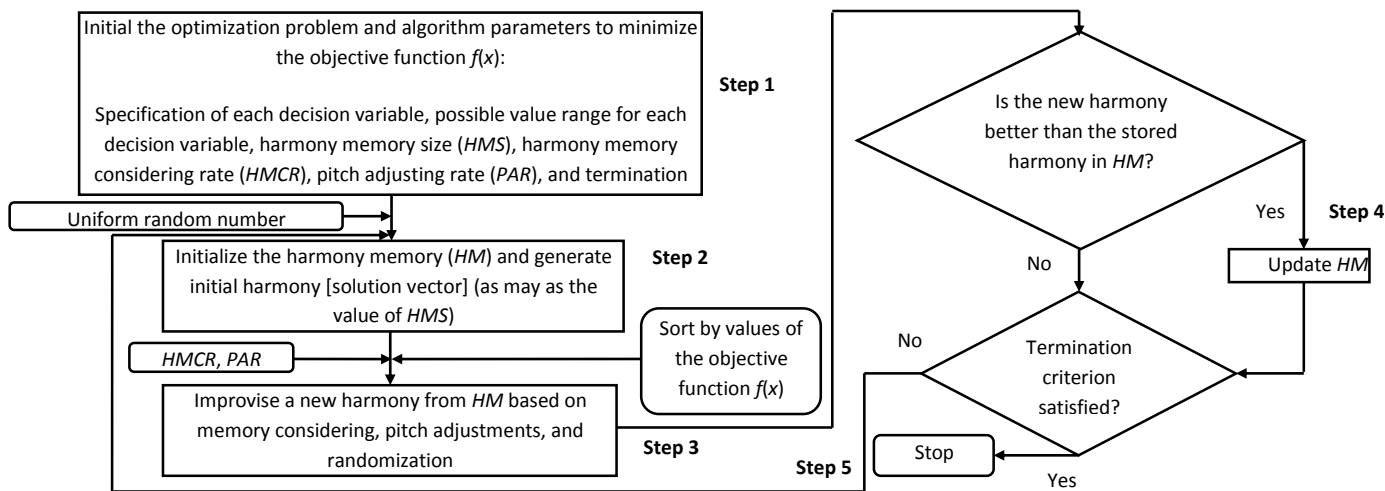 Initial the optimization problem and algorithm parameters to minimize
the objective function f(x):
Specification of each decision variable, possible value range for each
decision variable, harmony memory size (HMS), harmony memory
considering rate (HMCR), pitch adjusting rate (PAR), and termination
Step 1
Uniform random number
Initialize the harmony memory (HM) and generate
initial harmony [solution vector] (as may as the
value of HMS)
Step 2
HMCR, PAR
Sort by values of
the objective
function f(x)
Improvise a new harmony from HM based on
memory considering, pitch adjustments, and
randomization
Step 3
Is the new harmony
better than the stored
harmony in HM?
Yes
Step 4
No
Update HM
Termination
criterion
satisfied?
No
Step 5
Stop
Yes